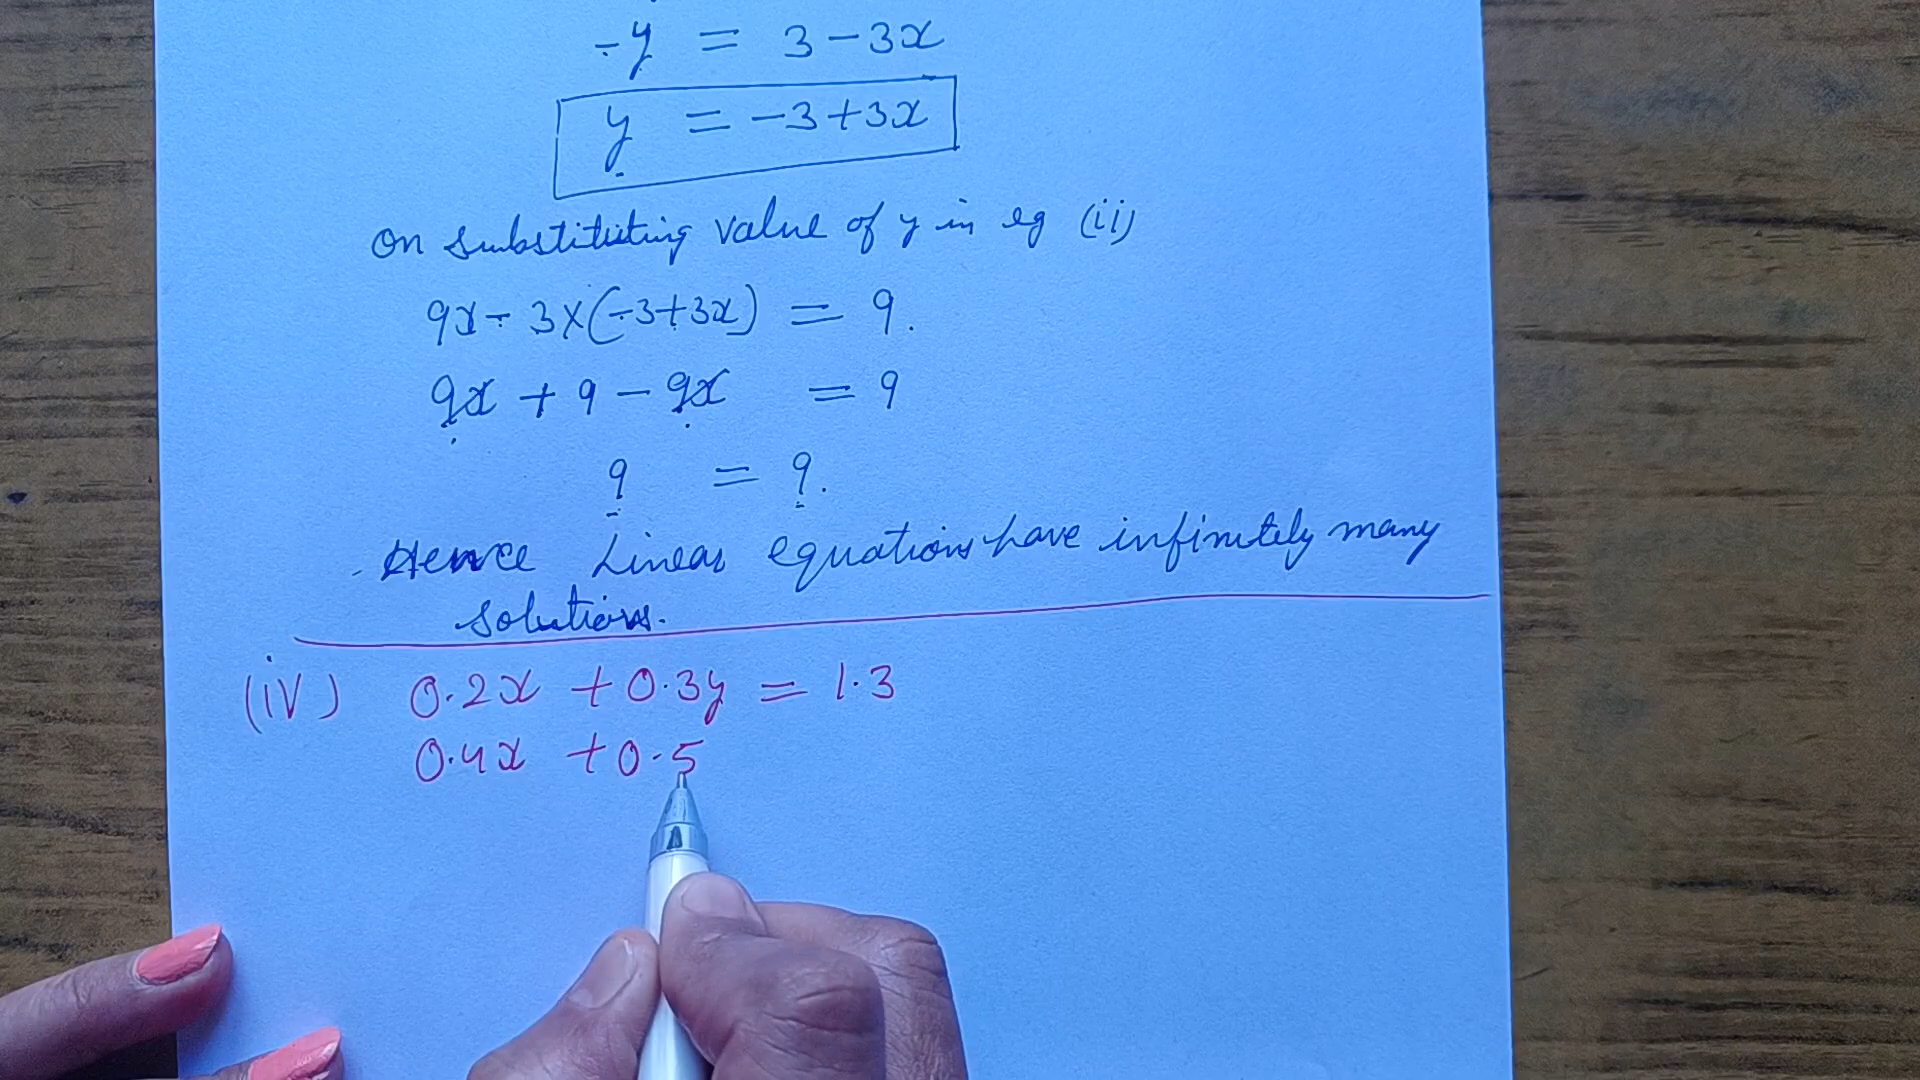 -y = 3-3x
y = -3+3x
On substituting value of y in eq (ii)
9x - 3×(-3+3x) = 9.
9x + 9 - 9x = 9
9 = 9.
Hence Linear equations have infinitely many
solutions.
(iv) 0.2x + 0.3y = 1.3
0.4x + 0.5